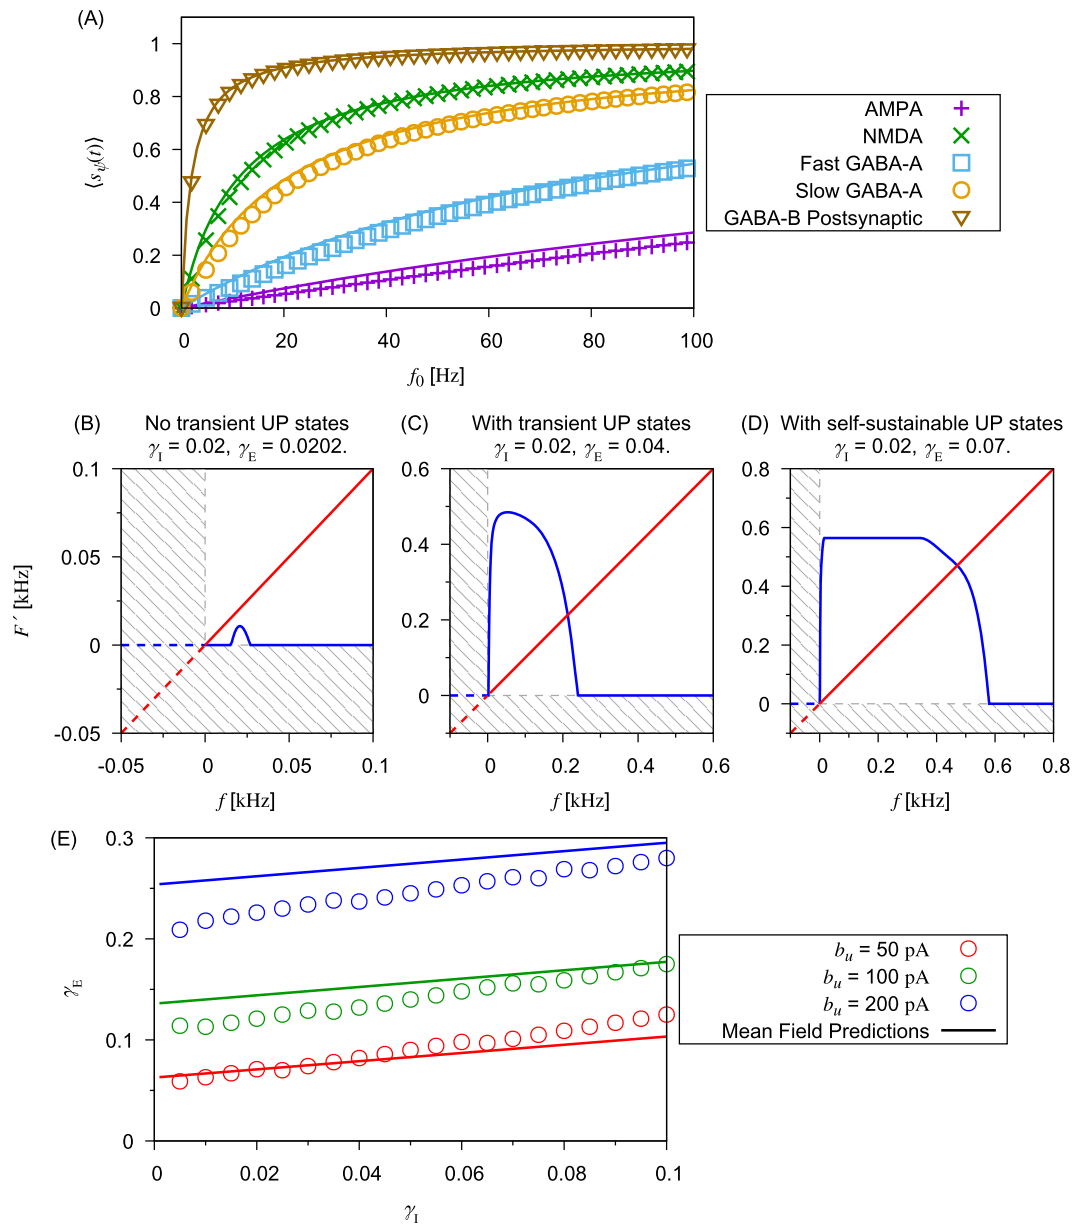 (A)
1
0.8
0.6
0.4
0.2
0
⟨s_ψ(t)⟩
0 20 40 60 80 100
f₀ [Hz]
AMPA
NMDA
Fast GABA-A
Slow GABA-A
GABA-B Postsynaptic
(B) No transient UP states
γ_I = 0.02, γ_E = 0.0202.
0.1
0.05
0
-0.05
F´ [kHz]
-0.05 0 0.05 0.1
f [kHz]
(C) With transient UP states
γ_I = 0.02, γ_E = 0.04.
0.6
0.4
0.2
0
0 0.2 0.4 0.6
f [kHz]
(D) With self-sustainable UP states
γ_I = 0.02, γ_E = 0.07.
0.8
0.6
0.4
0.2
0
0 0.2 0.4 0.6 0.8
f [kHz]
(E)
0.3
0.2
0.1
0
γ_E
0 0.02 0.04 0.06 0.08 0.1
γ_I
b_u = 50 pA
b_u = 100 pA
b_u = 200 pA
Mean Field Predictions